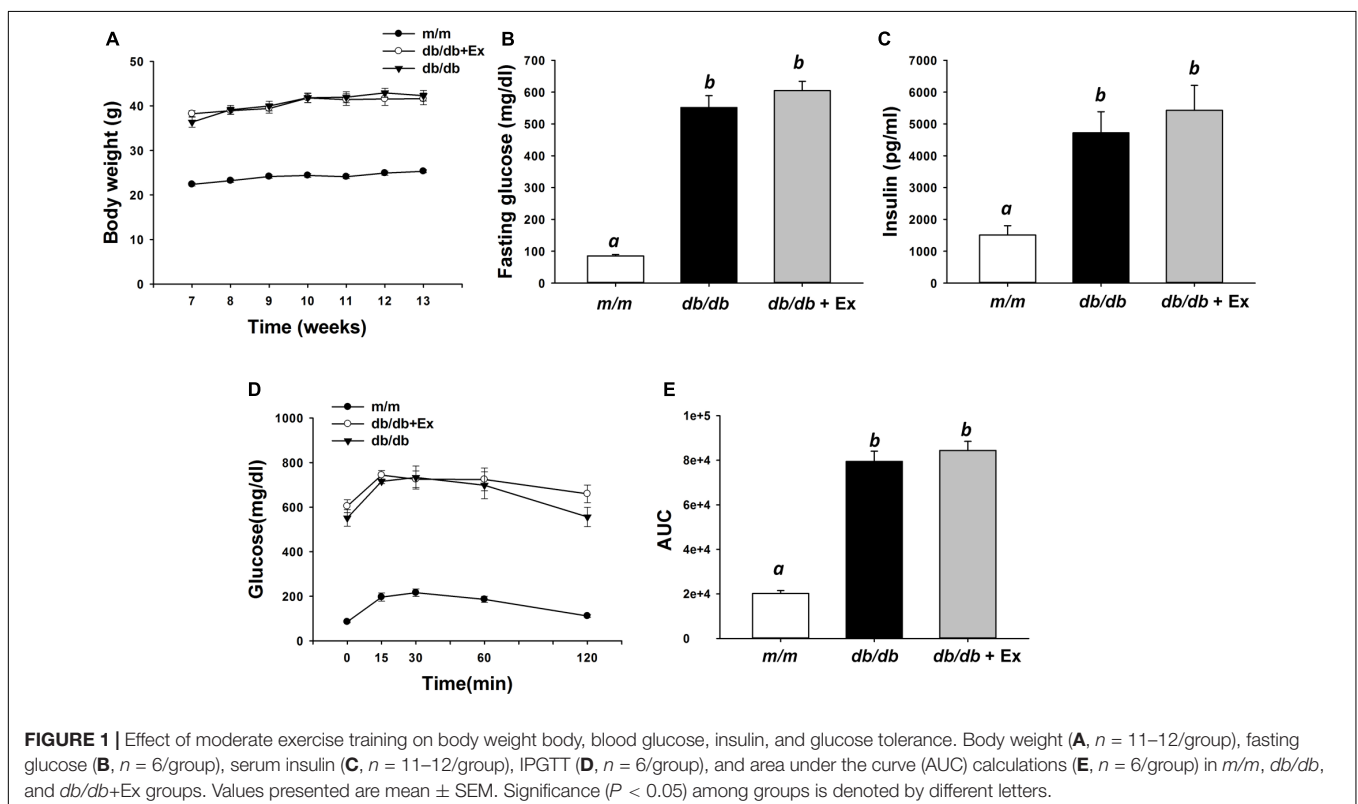 A
m/m
db/db+Ex
db/db
50
40
30
20
10
0
Body weight (g)
7 8 9 10 11 12 13
Time (weeks)
B
700
600
500
400
300
200
100
0
Fasting glucose (mg/dl)
a
b
b
m/m db/db db/db + Ex
C
7000
6000
5000
4000
3000
2000
1000
0
Insulin (pg/ml)
a
b
b
m/m db/db db/db + Ex
D
m/m
db/db+Ex
db/db
1000
800
600
400
200
0
Glucose(mg/dl)
0 15 30 60 120
Time(min)
E
1e+5
8e+4
6e+4
4e+4
2e+4
0
AUC
a
b
b
m/m db/db db/db + Ex
FIGURE 1 | Effect of moderate exercise training on body weight body, blood glucose, insulin, and glucose tolerance. Body weight (A, n = 11–12/group), fasting
glucose (B, n = 6/group), serum insulin (C, n = 11–12/group), IPGTT (D, n = 6/group), and area under the curve (AUC) calculations (E, n = 6/group) in m/m, db/db,
and db/db+Ex groups. Values presented are mean ± SEM. Significance (P < 0.05) among groups is denoted by different letters.